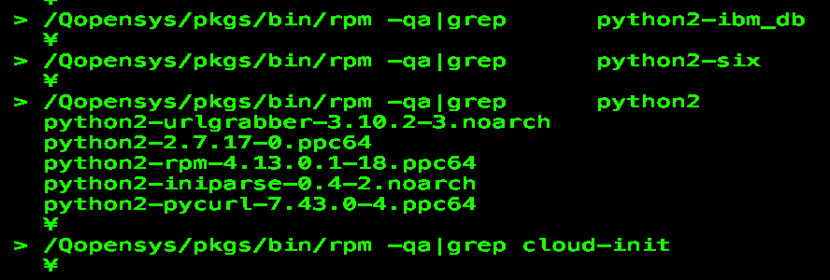 ¥
> /Qopensys/pkgs/bin/rpm -qa|grep python2-ibm_db
¥
> /Qopensys/pkgs/bin/rpm -qa|grep python2-six
¥
> /Qopensys/pkgs/bin/rpm -qa|grep python2
python2-urlgrabber-3.10.2-3.noarch
python2-2.7.17-0.ppc64
python2-rpm-4.13.0.1-18.ppc64
python2-iniparse-0.4-2.noarch
python2-pycurl-7.43.0-4.ppc64
¥
> /Qopensys/pkgs/bin/rpm -qa|grep cloud-init
¥